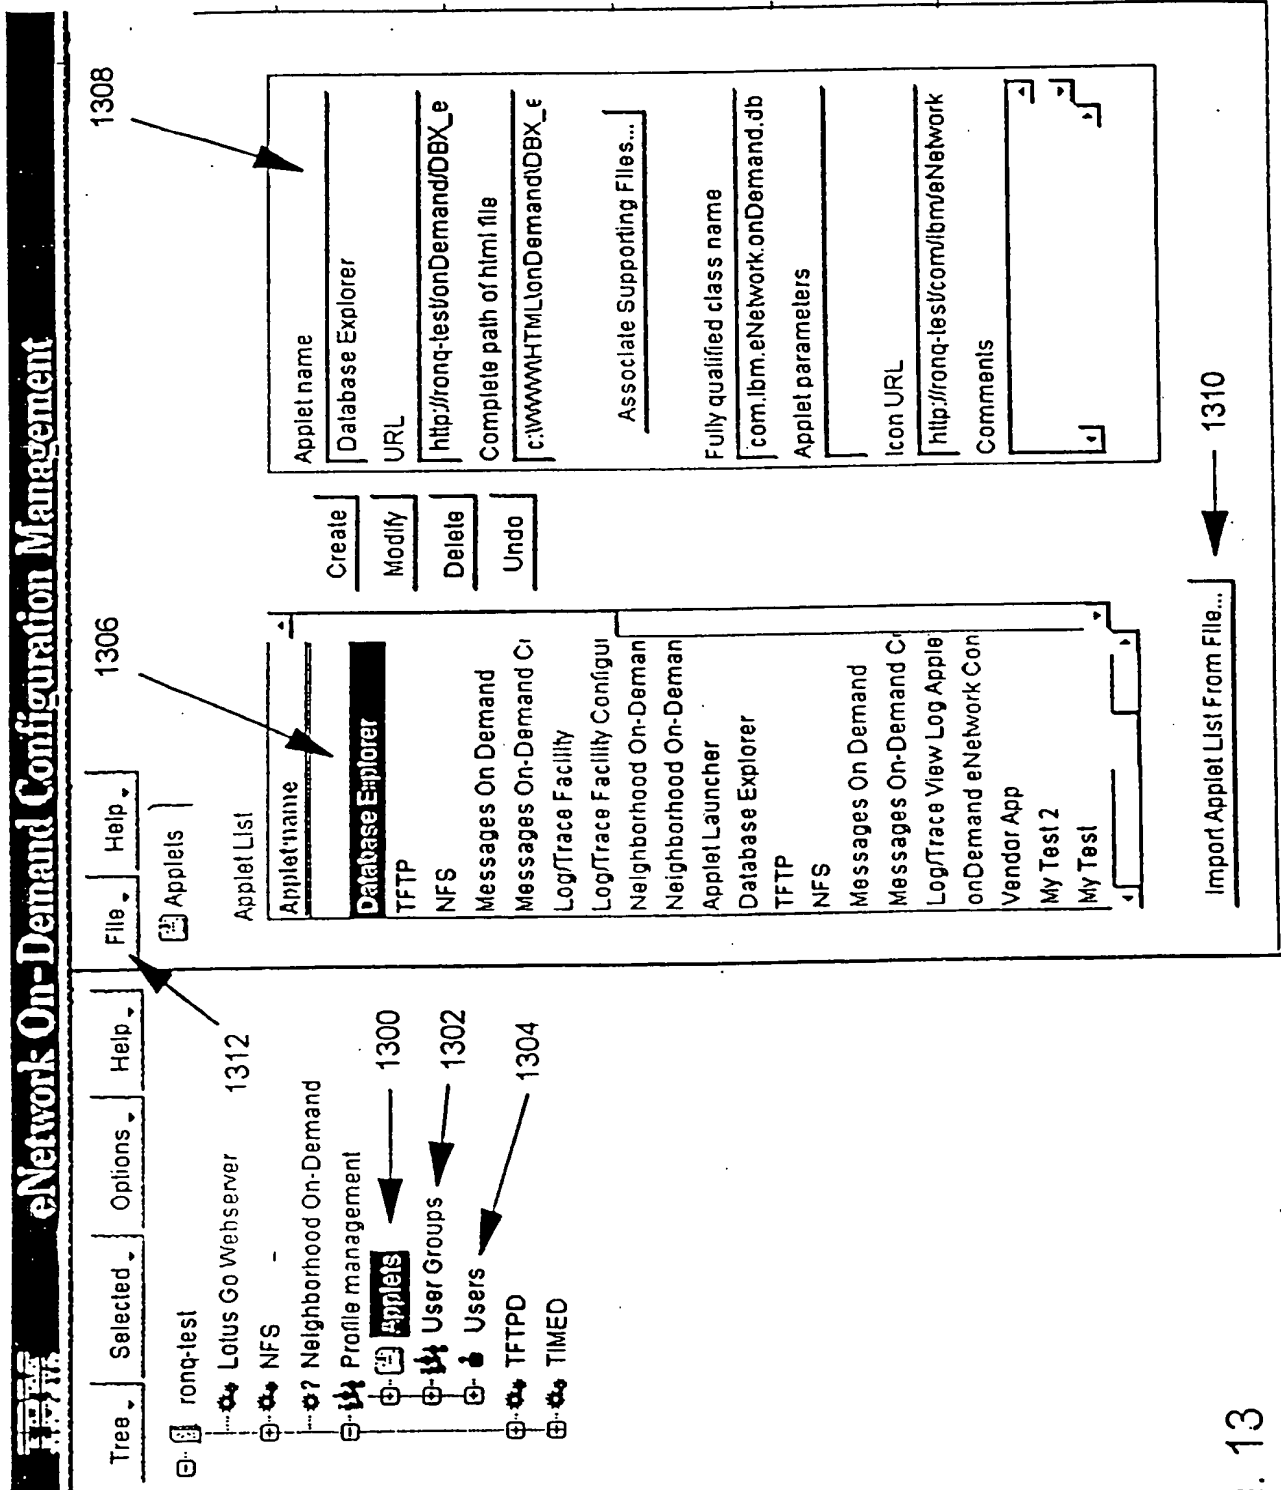 IBM eNetwork On-Demand Configuration Management
Tree Selected Options Help
File Help
ronq-test
Lotus Go Webserver
NFS
Neighborhood On-Demand
Profile management
Applets
User Groups
Users
TFTPD
TIMED
1312
1300
1302
1304
Applets
Applet List
1306
Applet name
Database Explorer
TFTP
NFS
Messages On Demand
Messages On-Demand C
Log/Trace Facility
Log/Trace Facility Configu
Neighborhood On-Deman
Neighborhood On-Deman
Applet Launcher
Database Explorer
TFTP
NFS
Messages On Demand
Messages On-Demand C
Log/Trace View Log Apple
onDemand eNetwork Con
Vendor App
My Test 2
My Test
Import Applet List From File...
1310
Create
Modify
Delete
Undo
1308
Applet name
Database Explorer
URL
http://ronq-test/onDemand/DBX_e
Complete path of html file
c:\WWW\HTML\onDemand\DBX_e
Associate Supporting Files...
Fully qualified class name
com.ibm.eNetwork.onDemand.db
Applet parameters
Icon URL
http://ronq-test/com/ibm/eNetwork
Comments
. 13